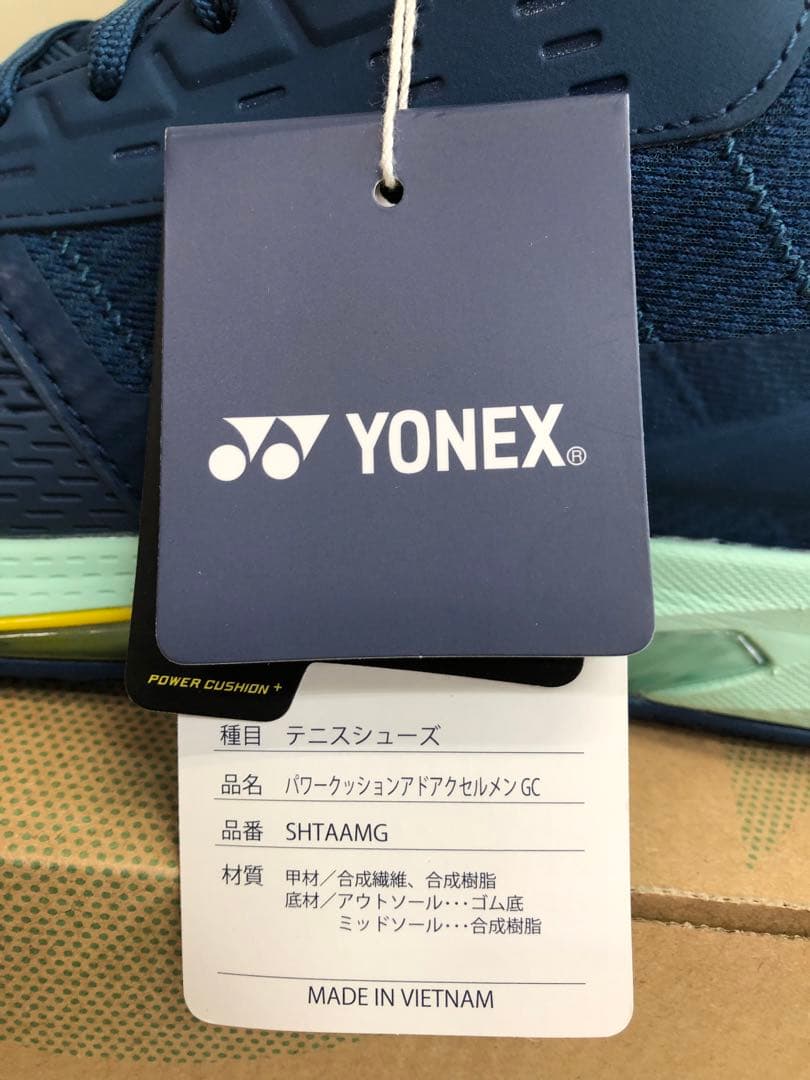 YONEX®
POWER CUSHION +
種目 テニスシューズ
品名 パワークッションアドアクセルメン GC
品番 SHTAAMG
材質 甲材／合成繊維、合成樹脂
底材／アウトソール･･･ゴム底
ミッドソール･･･合成樹脂
MADE IN VIETNAM